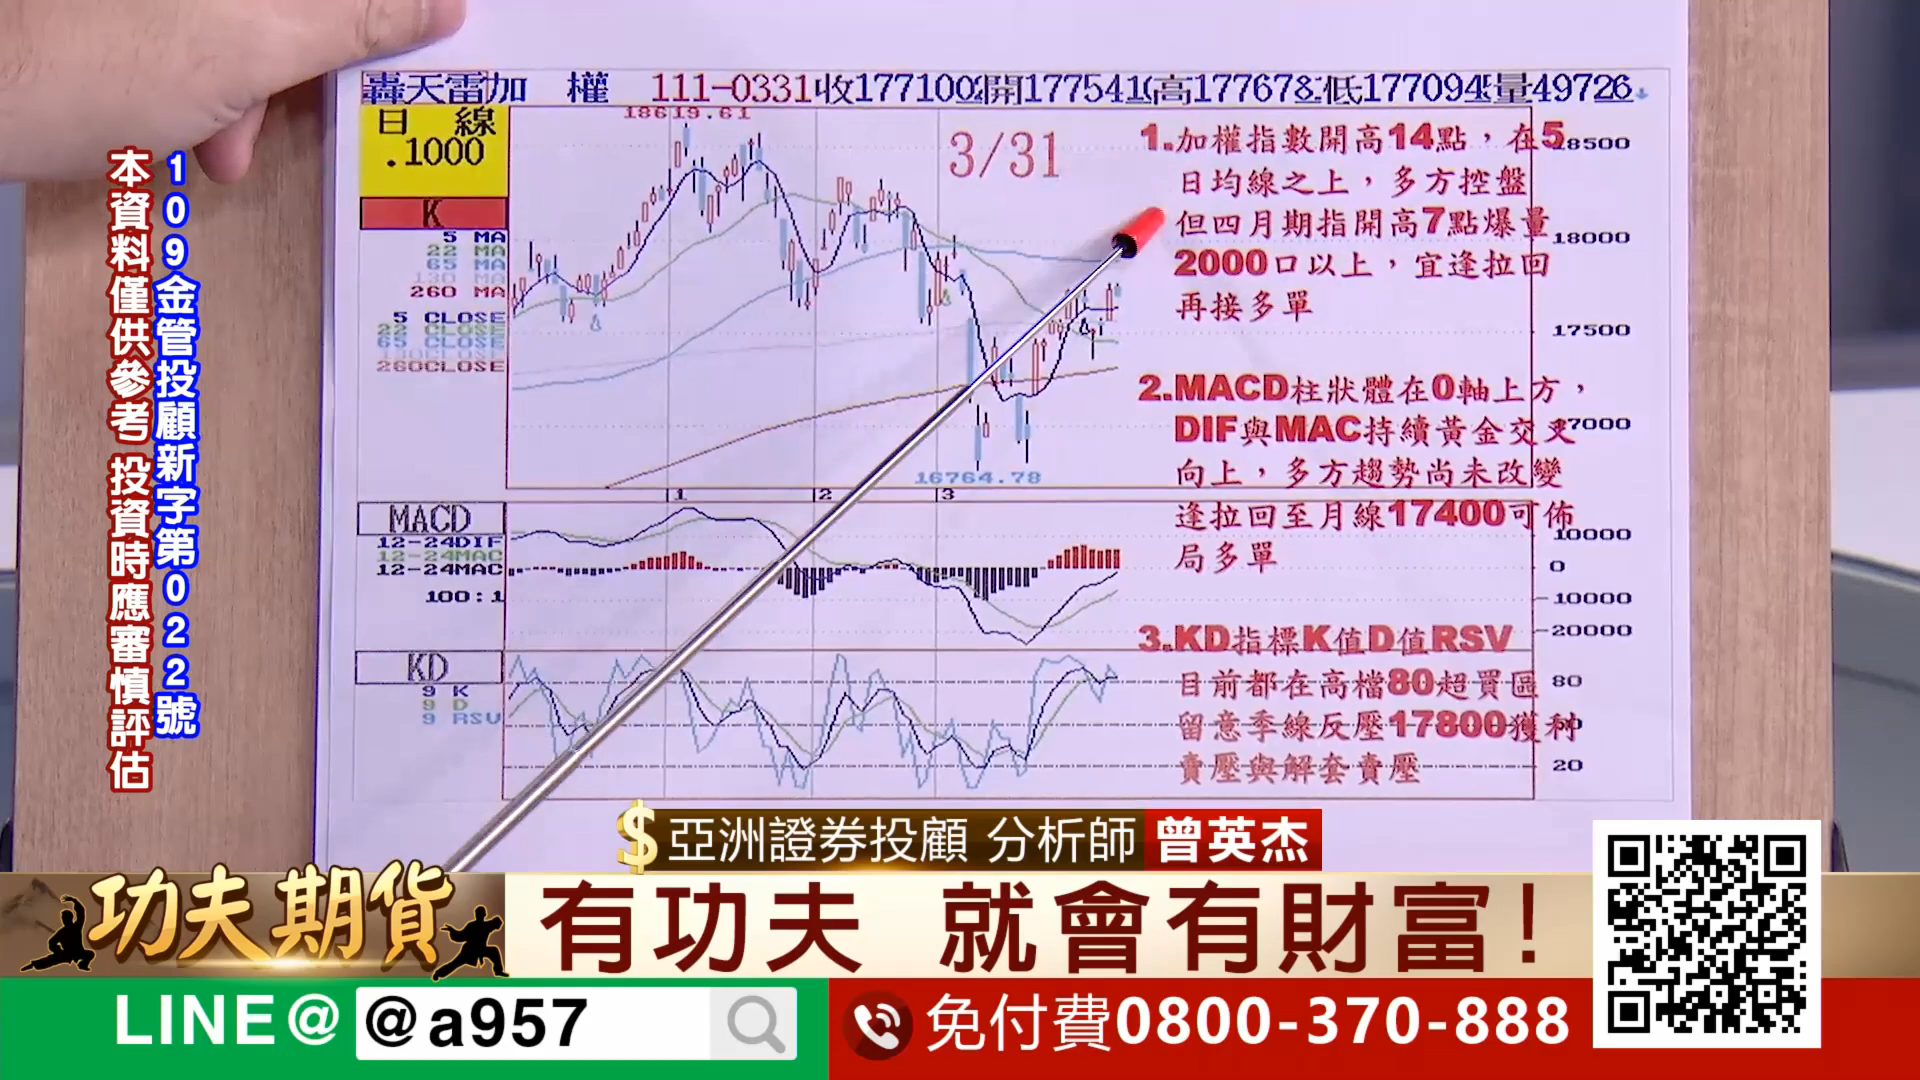 轟天雷加 權 111-0331收177100開177541高177678低177094量49726
日 線
.1000
K
5 MA
22 MA
65 MA
130 MA
260 MA
5 CLOSE
22 CLOSE
65 CLOSE
130CLOSE
260CLOSE
18619.61
16764.78
3/31
1
2
3
18500
18000
17500
17000
1.加權指數開高14點，在5
日均線之上，多方控盤
但四月期指開高7點爆量
2000口以上，宜逢拉回
再接多單
2.MACD柱狀體在0軸上方，
DIF與MAC持續黃金交叉
向上，多方趨勢尚未改變
逢拉回至月線17400可佈
局多單
3.KD指標K值D值RSV
目前都在高檔80超買區
留意季線反壓17800獲利
賣壓與解套賣壓
MACD
12-24DIF
12-24MAC
12-24MAC
100:1
10000
0
10000
20000
KD
9 K
9 D
9 RSV
80
50
20
本資料僅供參考 投資時應審慎評估
109金管投顧新字第022號
亞洲證券投顧 分析師 曾英杰
功夫期貨
有功夫 就會有財富!
LINE@ @a957
免付費0800-370-888